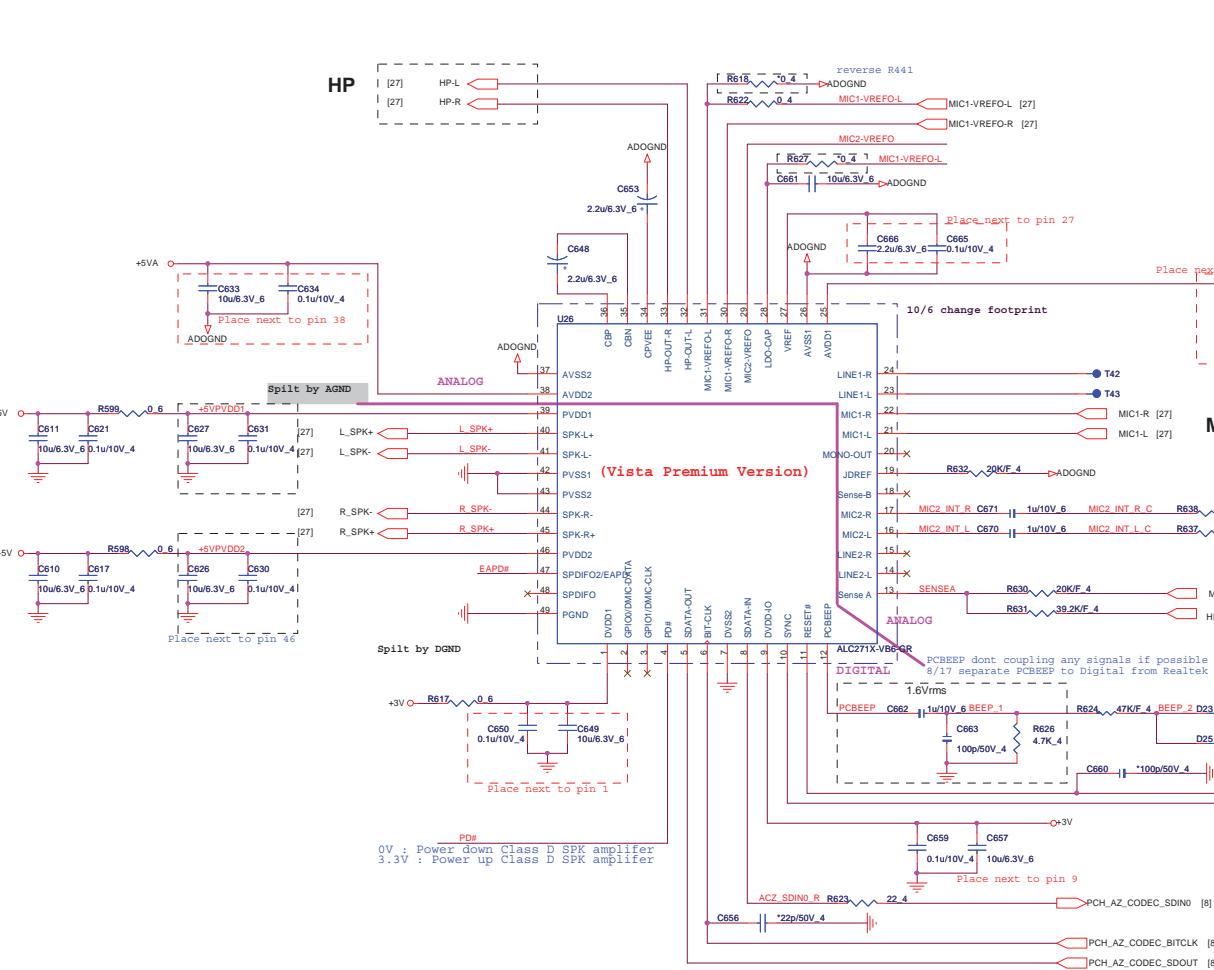 reverse R441
HP
[27] HP-L
[27] HP-R
R618 *0_4 ADOGND
R622 0_4 MIC1-VREFO-L MIC1-VREFO-L [27]
MIC1-VREFO-R [27]
MIC2-VREFO
ADOGND
R627 *0_4 MIC1-VREFO-L
C661 10u/6.3V_6 ADOGND
C653
2.2u/6.3V_6 +
Place next to pin 27
C648
+
2.2u/6.3V_6
ADOGND
C666 C665
2.2u/6.3V_6 0.1u/10V_4
+5VA
Place nex
C633 C634
10u/6.3V_6 0.1u/10V_4
Place next to pin 38
ADOGND
10/6 change footprint
U26
36 35 34 33 32 31 30 29 28 27 26 25
CBP CBN CPVEE HP-OUT-R HP-OUT-L MIC1-VREFO-L MIC1-VREFO-R MIC2-VREFO LDO-CAP VREF AVSS1 AVDD1
ADOGND
37 AVSS2
38 AVDD2
39 PVDD1
40 SPK-L+
41 SPK-L-
42 PVSS1
43 PVSS2
44 SPK-R-
45 SPK-R+
46 PVDD2
47 SPDIFO2/EAPD
48 SPDIFO
49 PGND
LINE1-R 24 T42
LINE1-L 23 T43
MIC1-R 22 MIC1-R [27]
MIC1-L 21 MIC1-L [27]
MONO-OUT 20
JDREF 19 R632 20K/F_4 ADOGND
Sense-B 18
MIC2-R 17 MIC2_INT_R C671 1u/10V_6 MIC2_INT_R_C R638
MIC2-L 16 MIC2_INT_L C670 1u/10V_6 MIC2_INT_L_C R637
LINE2-R 15
LINE2-L 14
Sense A 13 SENSEA R630 20K/F_4
R631 39.2K/F_4
ANALOG
Spilt by AGND
R599 0_6 +5VPVDD1
C611 C621 C627 C631
10u/6.3V_6 0.1u/10V_4 10u/6.3V_6 0.1u/10V_4
[27] L_SPK+ L_SPK+
[27] L_SPK- L_SPK-
(Vista Premium Version)
[27] R_SPK- R_SPK-
[27] R_SPK+ R_SPK+
R598 0_6 +5VPVDD2
C610 C617 C626 C630
10u/6.3V_6 0.1u/10V_4 10u/6.3V_6 0.1u/10V_4
Place next to pin 46
EAPD#
DVDD1 GPIO0/DMIC-DATA GPIO1/DMIC-CLK PD# SDATA-OUT BIT-CLK DVSS2 SDATA-IN DVDD-IO SYNC RESET# PCBEEP
1 2 3 4 5 6 7 8 9 10 11 12
ALC271X-VB6-GR
ANALOG
DIGITAL
Spilt by DGND
PCBEEP dont coupling any signals if possible
8/17 separate PCBEEP to Digital from Realtek
+3V R617 0_6
C650 C649
0.1u/10V_4 10u/6.3V_6
Place next to pin 1
1.6Vrms
PCBEEP C662 1u/10V_6 BEEP_1 R624 47K/F_4 BEEP_2 D23
C663 R626
100p/50V_4 4.7K_4
D25
C660 *100p/50V_4
PD#
0V : Power down Class D SPK amplifer
3.3V : Power up Class D SPK amplifer
+3V
C659 C657
0.1u/10V_4 10u/6.3V_6
Place next to pin 9
ACZ_SDIN0_R R623 22_4 PCH_AZ_CODEC_SDIN0 [8]
C656 *22p/50V_4
PCH_AZ_CODEC_BITCLK [8
PCH_AZ_CODEC_SDOUT [8